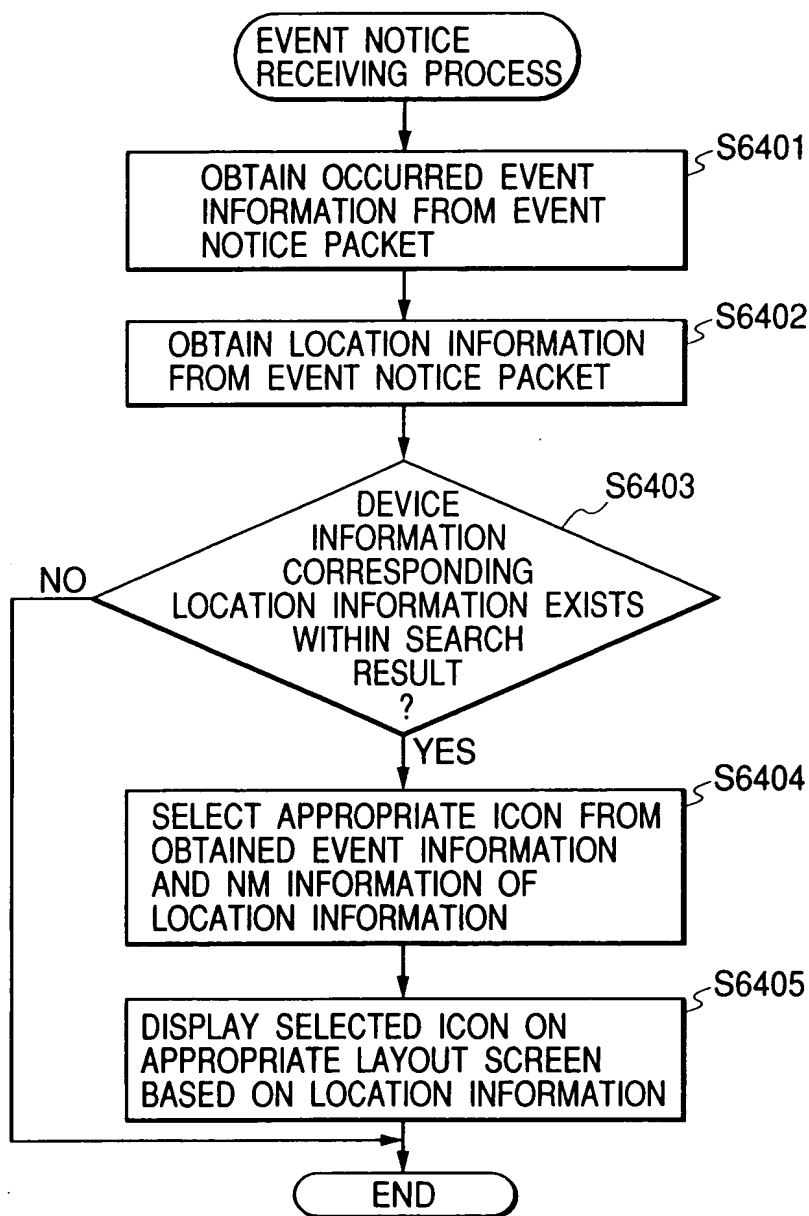 EVENT NOTICE
RECEIVING PROCESS
S6401
OBTAIN OCCURRED EVENT
INFORMATION FROM EVENT
NOTICE PACKET
S6402
OBTAIN LOCATION INFORMATION
FROM EVENT NOTICE PACKET
S6403
DEVICE
INFORMATION
CORRESPONDING
LOCATION INFORMATION EXISTS
WITHIN SEARCH
RESULT
?
NO
YES
S6404
SELECT APPROPRIATE ICON FROM
OBTAINED EVENT INFORMATION
AND NM INFORMATION OF
LOCATION INFORMATION
S6405
DISPLAY SELECTED ICON ON
APPROPRIATE LAYOUT SCREEN
BASED ON LOCATION INFORMATION
END